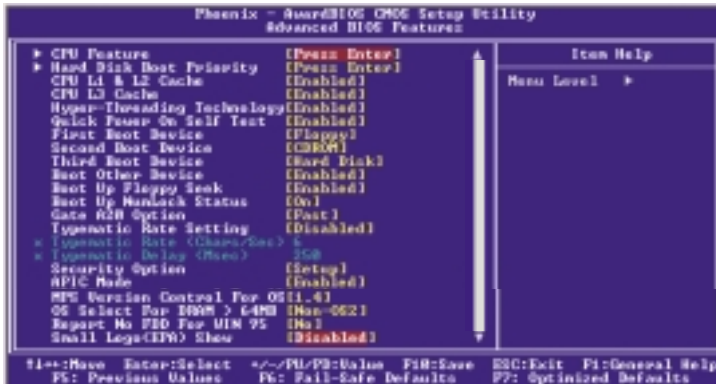 Phoenix - AwardBIOS CMOS Setup Utility
Advanced BIOS Features
CPU Feature [Press Enter]
Hard Disk Boot Priority [Press Enter]
CPU L1 & L2 Cache [Enabled]
CPU L3 Cache [Enabled]
Hyper-Threading Technology[Enabled]
Quick Power On Self Test [Enabled]
First Boot Device [Floppy]
Second Boot Device [CDROM]
Third Boot Device [Hard Disk]
Boot Other Device [Enabled]
Boot Up Floppy Seek [Enabled]
Boot Up NumLock Status [On]
Gate A20 Option [Fast]
Typematic Rate Setting [Disabled]
x Typematic Rate (Chars/Sec) 6
x Typematic Delay (Msec) 250
Security Option [Setup]
APIC Mode [Enabled]
MPS Version Control For OS[1.4]
OS Select For DRAM > 64MB [Non-OS2]
Report No FDD For WIN 95 [No]
Small Logo(EPA) Show [Disabled]
Item Help
Menu Level
↑↓→←:Move Enter:Select +/-/PU/PD:Value F10:Save ESC:Exit F1:General Help
F5: Previous Values F6: Fail-Safe Defaults F7: Optimized Defaults